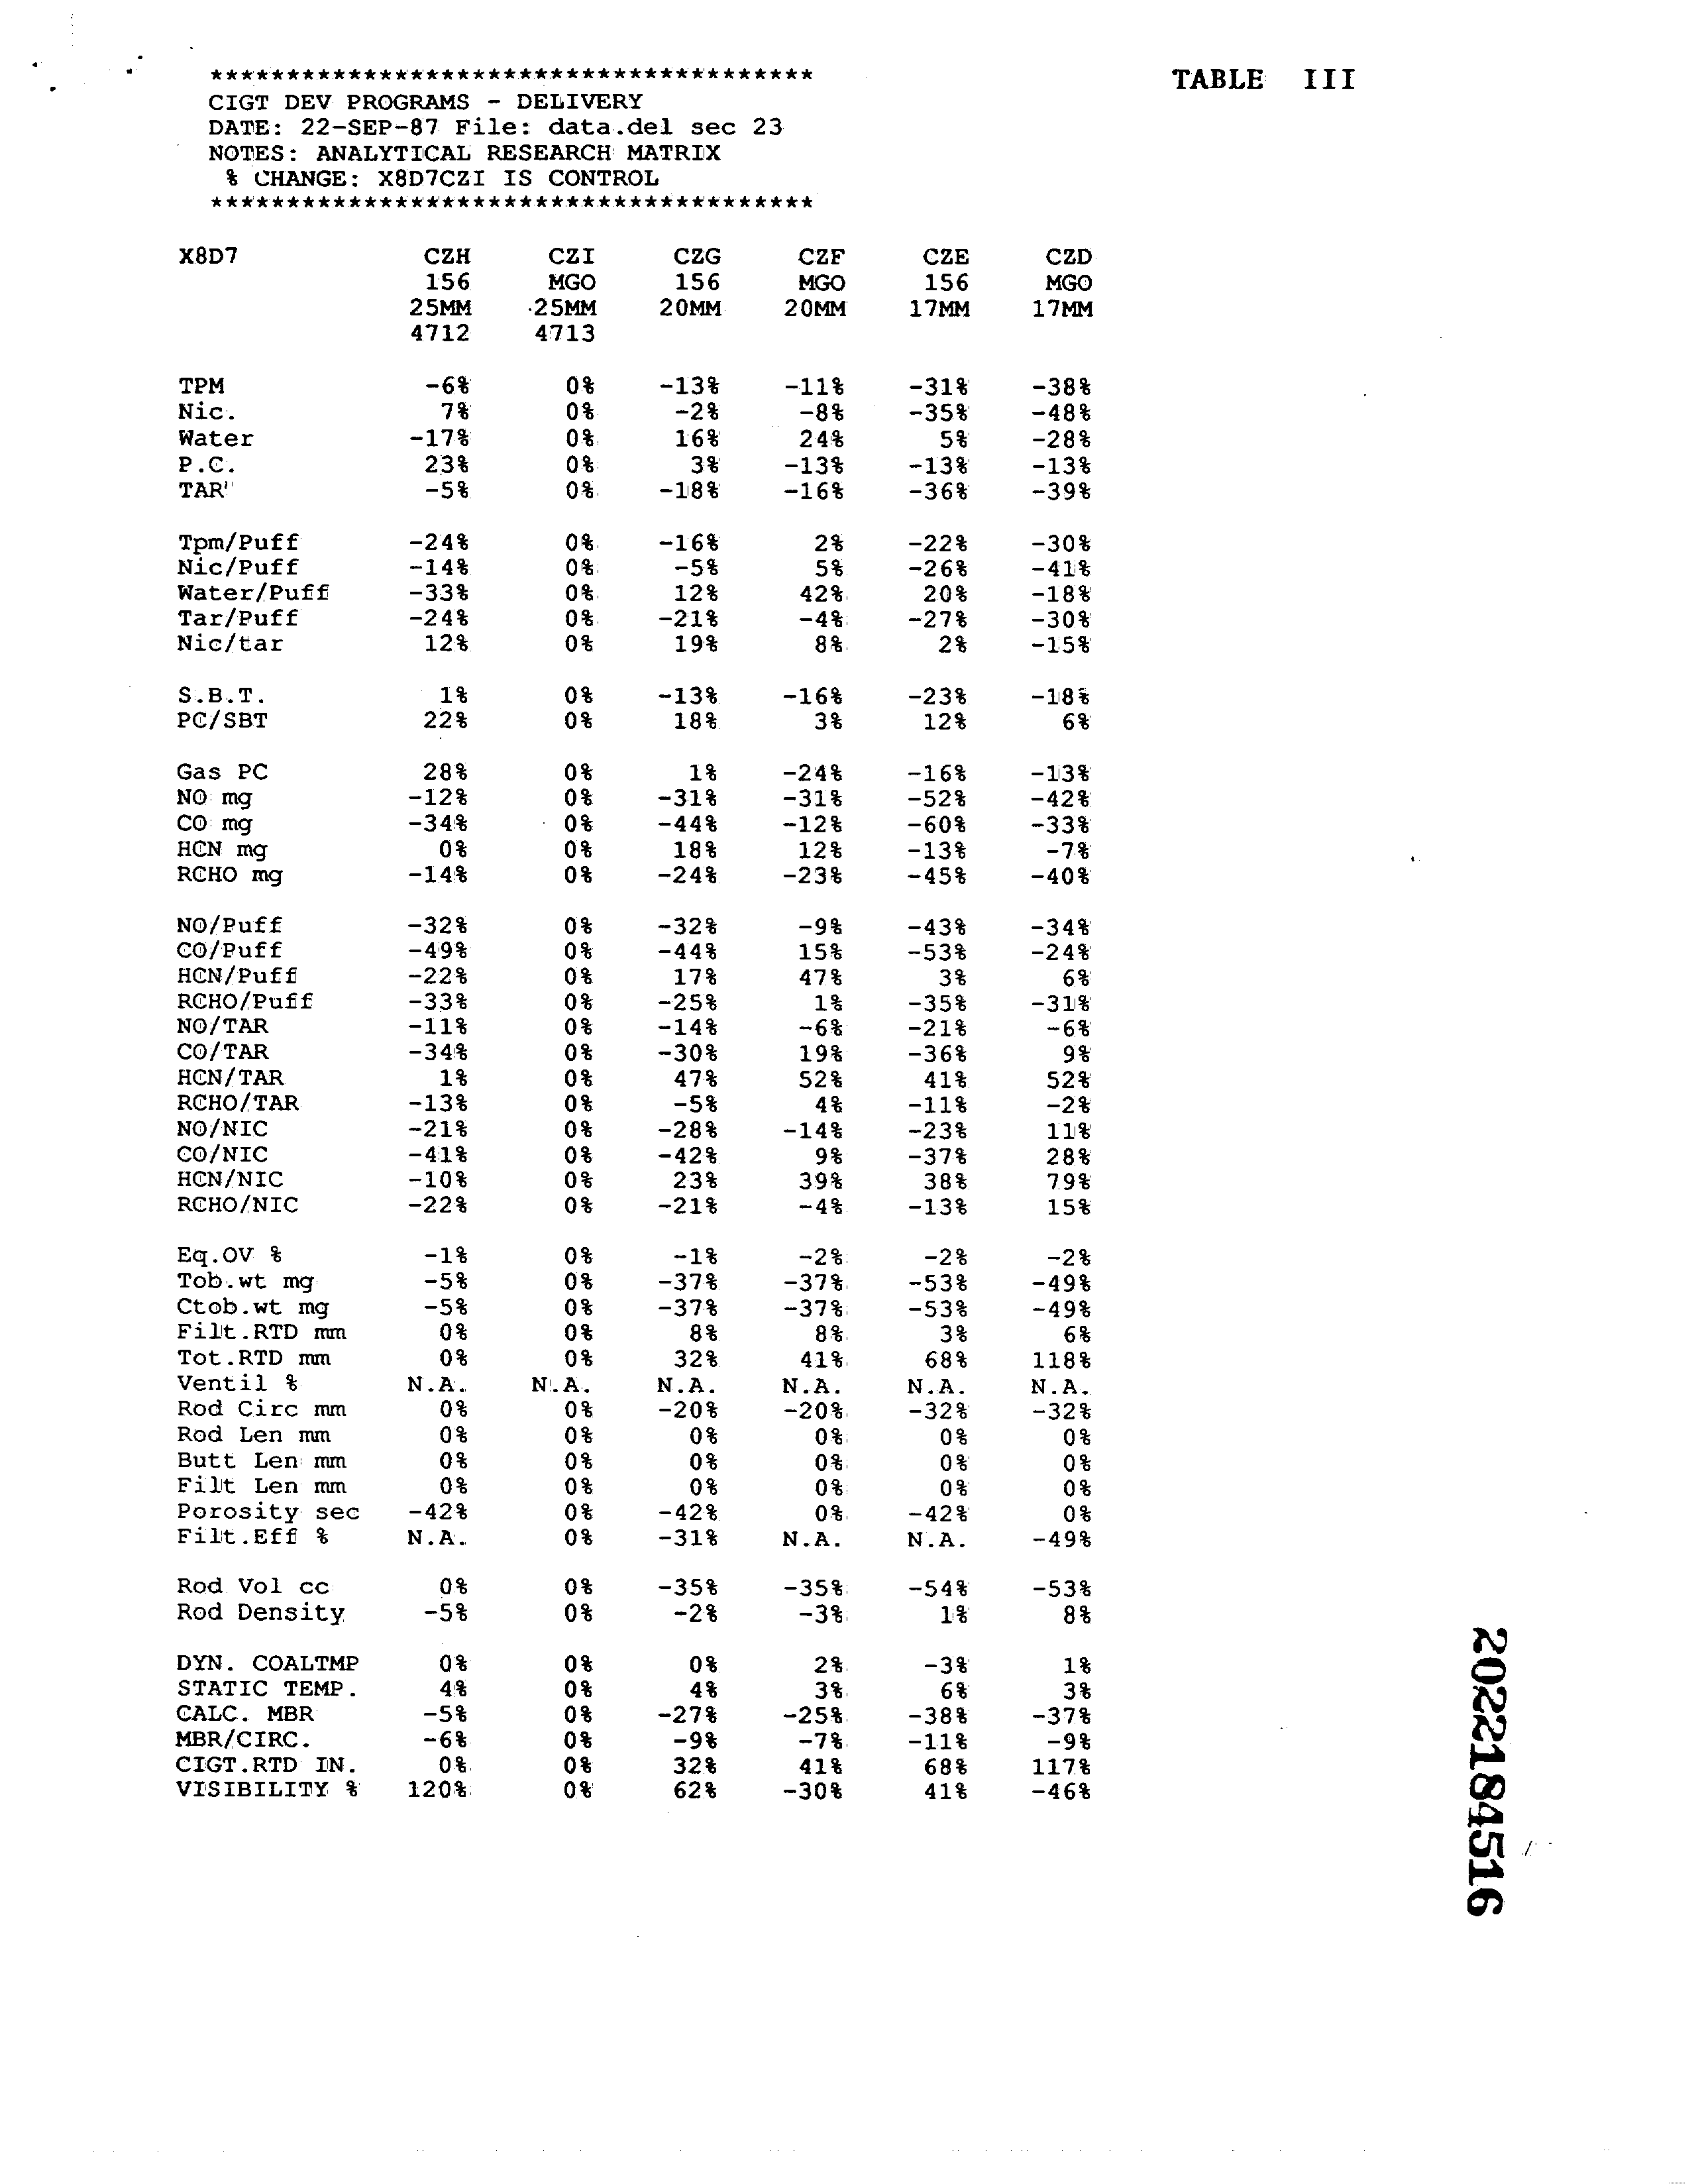 TABLE III
****************************************
CIGT DEV PROGRAMS - DELIVERY
DATE: 22-SEP-87 File: data.del sec 23
NOTES: ANALYTICAL RESEARCH MATRIX
% CHANGE: X8D7CZI IS CONTROL
****************************************
X8D7 CZH CZI CZG CZF CZE CZD
156 MGO 156 MGO 156 MGO
25MM 25MM 20MM 20MM 17MM 17MM
4712 4713
TPM -6% 0% -13% -11% -31% -38%
Nic. 7% 0% -2% -8% -35% -48%
Water -17% 0% 16% 24% 5% -28%
P.C. 23% 0% 3% -13% -13% -13%
TAR" -5% 0% -18% -16% -36% -39%
Tpm/Puff -24% 0% -16% 2% -22% -30%
Nic/Puff -14% 0% -5% 5% -26% -41%
Water/Puff -33% 0% 12% 42% 20% -18%
Tar/Puff -24% 0% -21% -4% -27% -30%
Nic/tar 12% 0% 19% 8% 2% -15%
S.B.T. 1% 0% -13% -16% -23% -18%
PC/SBT 22% 0% 18% 3% 12% 6%
Gas PC 28% 0% 1% -24% -16% -13%
NO mg -12% 0% -31% -31% -52% -42%
CO mg -34% 0% -44% -12% -60% -33%
HCN mg 0% 0% 18% 12% -13% -7%
RCHO mg -14% 0% -24% -23% -45% -40%
NO/Puff -32% 0% -32% -9% -43% -34%
CO/Puff -49% 0% -44% 15% -53% -24%
HCN/Puff -22% 0% 17% 47% 3% 6%
RCHO/Puff -33% 0% -25% 1% -35% -31%
NO/TAR -11% 0% -14% -6% -21% -6%
CO/TAR -34% 0% -30% 19% -36% 9%
HCN/TAR 1% 0% 47% 52% 41% 52%
RCHO/TAR -13% 0% -5% 4% -11% -2%
NO/NIC -21% 0% -28% -14% -23% 11%
CO/NIC -41% 0% -42% 9% -37% 28%
HCN/NIC -10% 0% 23% 39% 38% 79%
RCHO/NIC -22% 0% -21% -4% -13% 15%
Eq.OV % -1% 0% -1% -2% -2% -2%
Tob.wt mg -5% 0% -37% -37% -53% -49%
Ctob.wt mg -5% 0% -37% -37% -53% -49%
Filt.RTD mm 0% 0% 8% 8% 3% 6%
Tot.RTD mm 0% 0% 32% 41% 68% 118%
Ventil % N.A. N.A. N.A. N.A. N.A. N.A.
Rod Circ mm 0% 0% -20% -20% -32% -32%
Rod Len mm 0% 0% 0% 0% 0% 0%
Butt Len mm 0% 0% 0% 0% 0% 0%
Filt Len mm 0% 0% 0% 0% 0% 0%
Porosity sec -42% 0% -42% 0% -42% 0%
Filt.Eff % N.A. 0% -31% N.A. N.A. -49%
Rod Vol cc 0% 0% -35% -35% -54% -53%
Rod Density -5% 0% -2% -3% 1% 8%
DYN. COALTMP 0% 0% 0% 2% -3% 1%
STATIC TEMP. 4% 0% 4% 3% 6% 3%
CALC. MBR -5% 0% -27% -25% -38% -37%
MBR/CIRC. -6% 0% -9% -7% -11% -9%
CIGT.RTD IN. 0% 0% 32% 41% 68% 117%
VISIBILITY % 120% 0% 62% -30% 41% -46%
2022184516